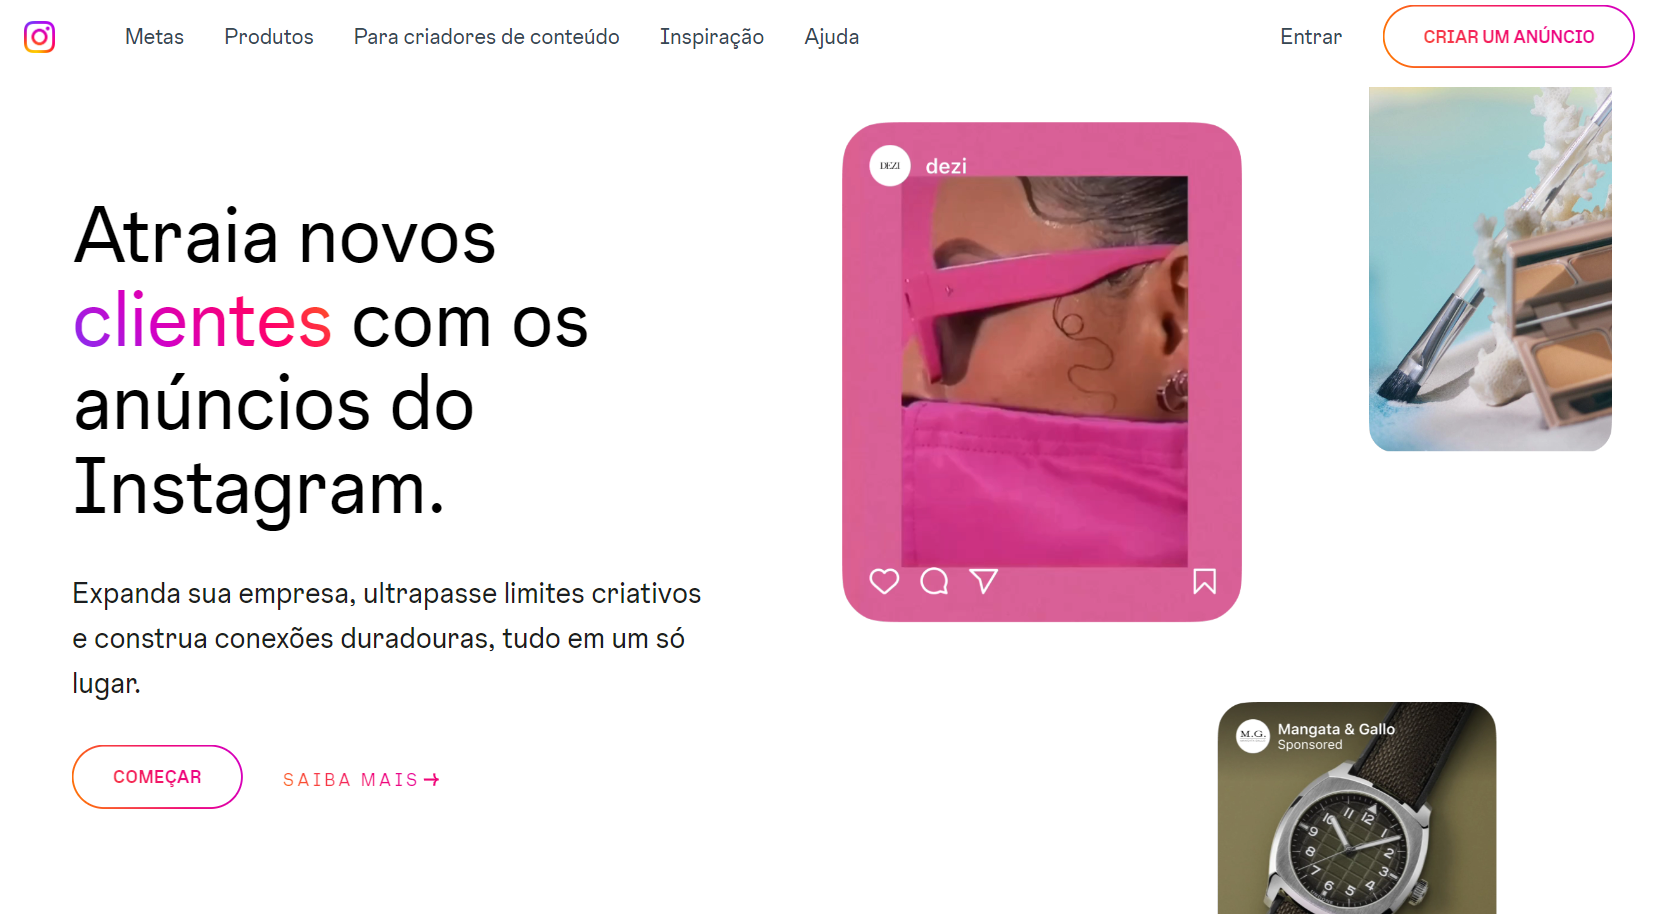 Metas
Produtos
Para criadores de conteúdo
Inspiração
Ajuda
Entrar
CRIAR UM ANÚNCIO
Atraia novos
clientes com os
anúncios do
Instagram.
Expanda sua empresa, ultrapasse limites criativos
e construa conexões duradouras, tudo em um só
lugar.
COMEÇAR
SAIBA MAIS
DEZI
dezi
M.G.
Mangata & Gallo
Sponsored
10 11 12 1
9 2
8 3
7 6 5 4